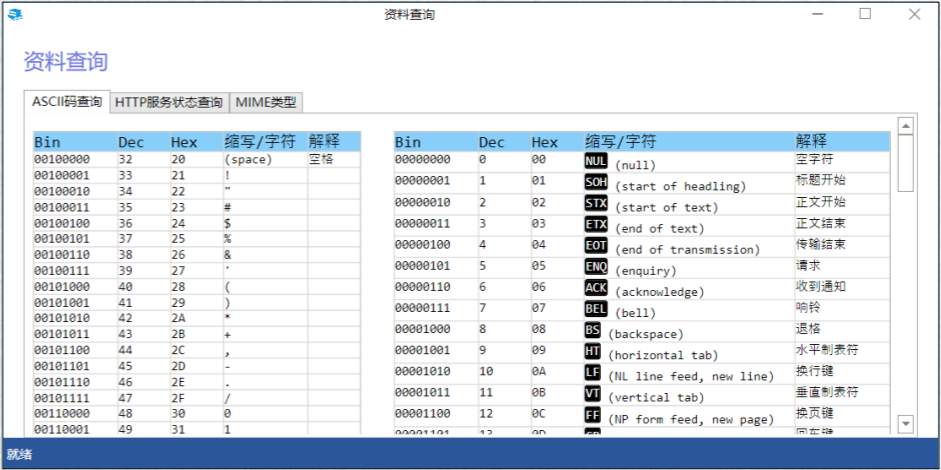 资料查询
资料查询
ASCII码查询 HTTP服务状态查询 MIME类型
Bin Dec Hex 缩写/字符 解释
00100000 32 20 (space) 空格
00100001 33 21 !
00100010 34 22 "
00100011 35 23 #
00100100 36 24 $
00100101 37 25 %
00100110 38 26 &
00100111 39 27 '
00101000 40 28 (
00101001 41 29 )
00101010 42 2A *
00101011 43 2B +
00101100 44 2C ,
00101101 45 2D -
00101110 46 2E .
00101111 47 2F /
00110000 48 30 0
00110001 49 31 1
Bin Dec Hex 缩写/字符 解释
00000000 0 00 NUL (null) 空字符
00000001 1 01 SOH (start of headling) 标题开始
00000010 2 02 STX (start of text) 正文开始
00000011 3 03 ETX (end of text) 正文结束
00000100 4 04 EOT (end of transmission) 传输结束
00000101 5 05 ENQ (enquiry) 请求
00000110 6 06 ACK (acknowledge) 收到通知
00000111 7 07 BEL (bell) 响铃
00001000 8 08 BS (backspace) 退格
00001001 9 09 HT (horizontal tab) 水平制表符
00001010 10 0A LF (NL line feed, new line) 换行键
00001011 11 0B VT (vertical tab) 垂直制表符
00001100 12 0C FF (NP form feed, new page) 换页键
00001101 13 0D CR 回车键
就绪